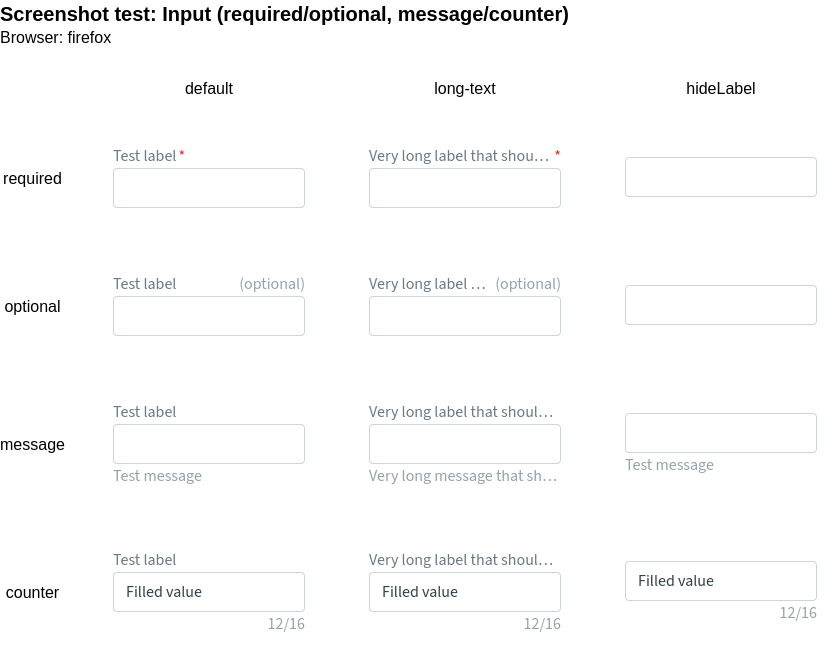 Screenshot test: Input (required/optional, message/counter)
Browser: firefox
default long-text hideLabel
Test label * Very long label that shou… *
required
Test label (optional) Very long label … (optional)
optional
Test label Very long label that shoul…
message
Test message Very long message that sh… Test message
Test label Very long label that shoul…
counter Filled value Filled value Filled value
12/16 12/16 12/16